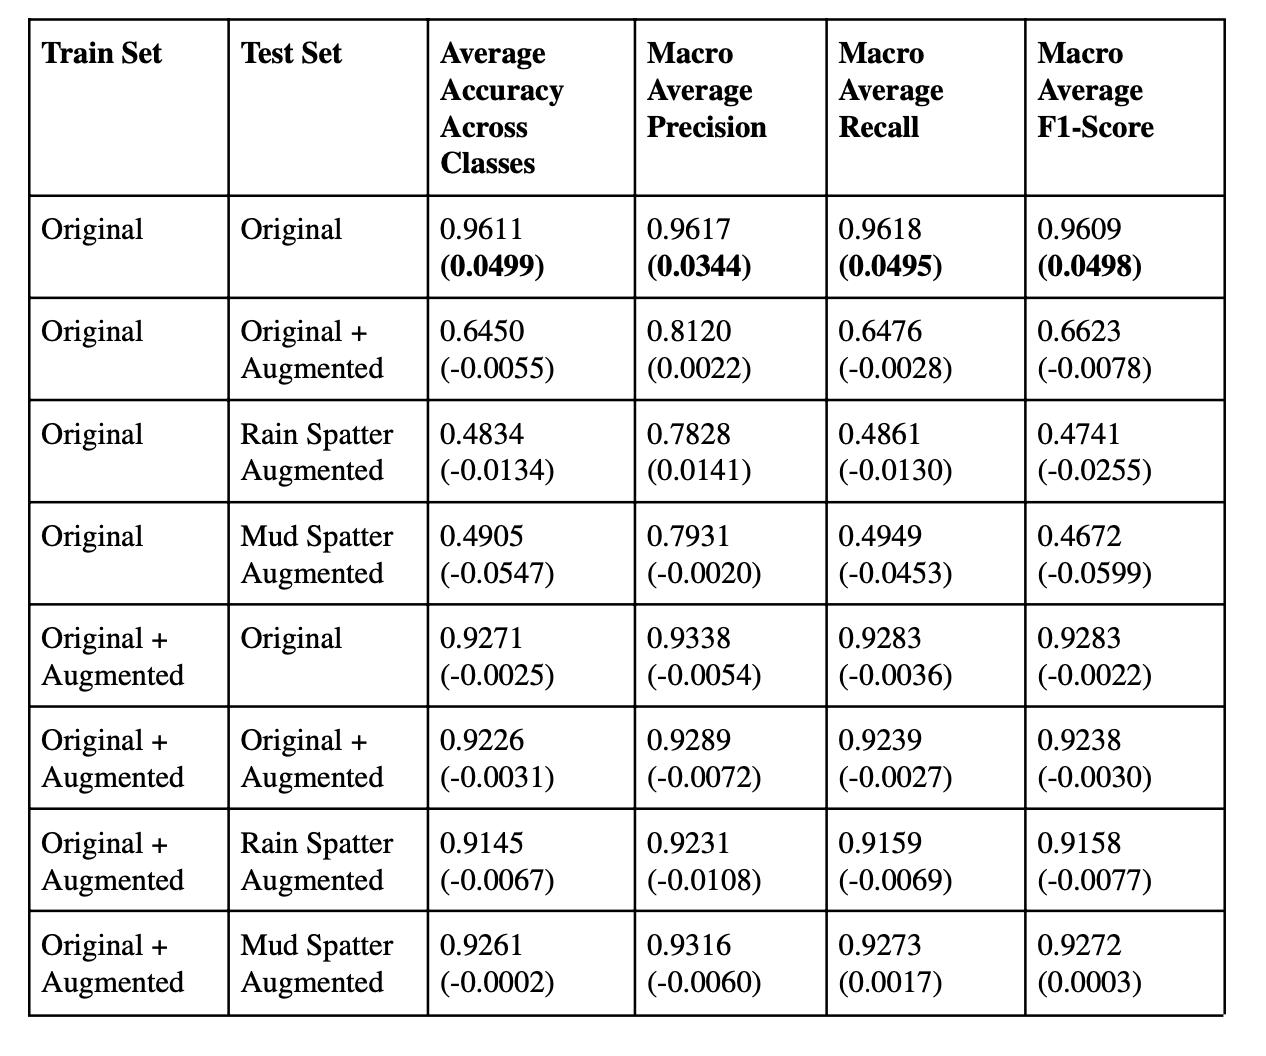 Train Set
Test Set
Average
Accuracy
Across
Classes
Macro
Average
Precision
Macro
Average
Recall
Macro
Average
F1-Score
Original
Original
0.9611
(0.0499)
0.9617
(0.0344)
0.9618
(0.0495)
0.9609
(0.0498)
Original
Original +
Augmented
0.6450
(-0.0055)
0.8120
(0.0022)
0.6476
(-0.0028)
0.6623
(-0.0078)
Original
Rain Spatter
Augmented
0.4834
(-0.0134)
0.7828
(0.0141)
0.4861
(-0.0130)
0.4741
(-0.0255)
Original
Mud Spatter
Augmented
0.4905
(-0.0547)
0.7931
(-0.0020)
0.4949
(-0.0453)
0.4672
(-0.0599)
Original +
Augmented
Original
0.9271
(-0.0025)
0.9338
(-0.0054)
0.9283
(-0.0036)
0.9283
(-0.0022)
Original +
Augmented
Original +
Augmented
0.9226
(-0.0031)
0.9289
(-0.0072)
0.9239
(-0.0027)
0.9238
(-0.0030)
Original +
Augmented
Rain Spatter
Augmented
0.9145
(-0.0067)
0.9231
(-0.0108)
0.9159
(-0.0069)
0.9158
(-0.0077)
Original +
Augmented
Mud Spatter
Augmented
0.9261
(-0.0002)
0.9316
(-0.0060)
0.9273
(0.0017)
0.9272
(0.0003)